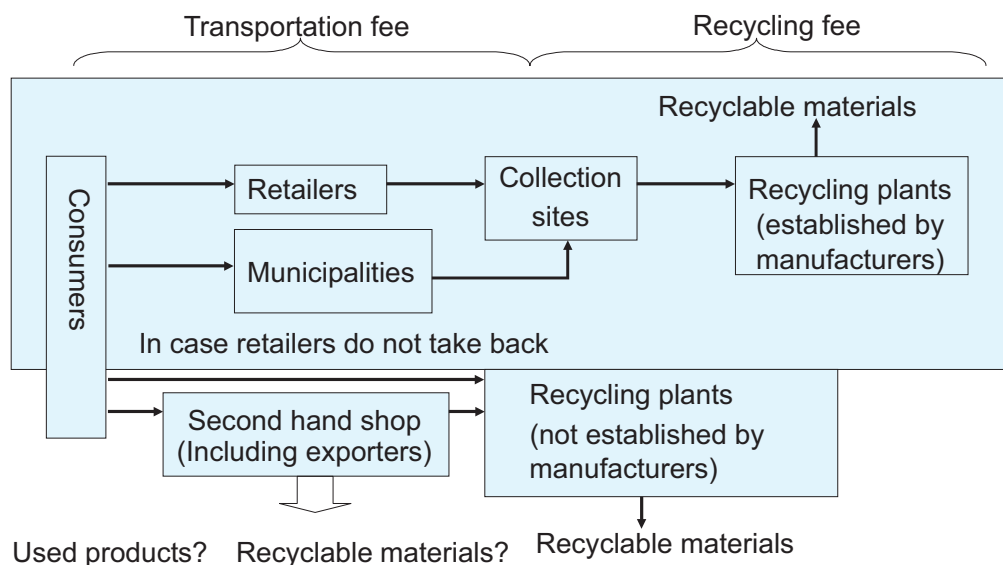 Transportation fee
Recycling fee
Recyclable materials
Consumers
Retailers
Collection
sites
Recycling plants
(established by
manufacturers)
Municipalities
In case retailers do not take back
Second hand shop
(Including exporters)
Recycling plants
(not established by
manufacturers)
Used products?
Recyclable materials?
Recyclable materials